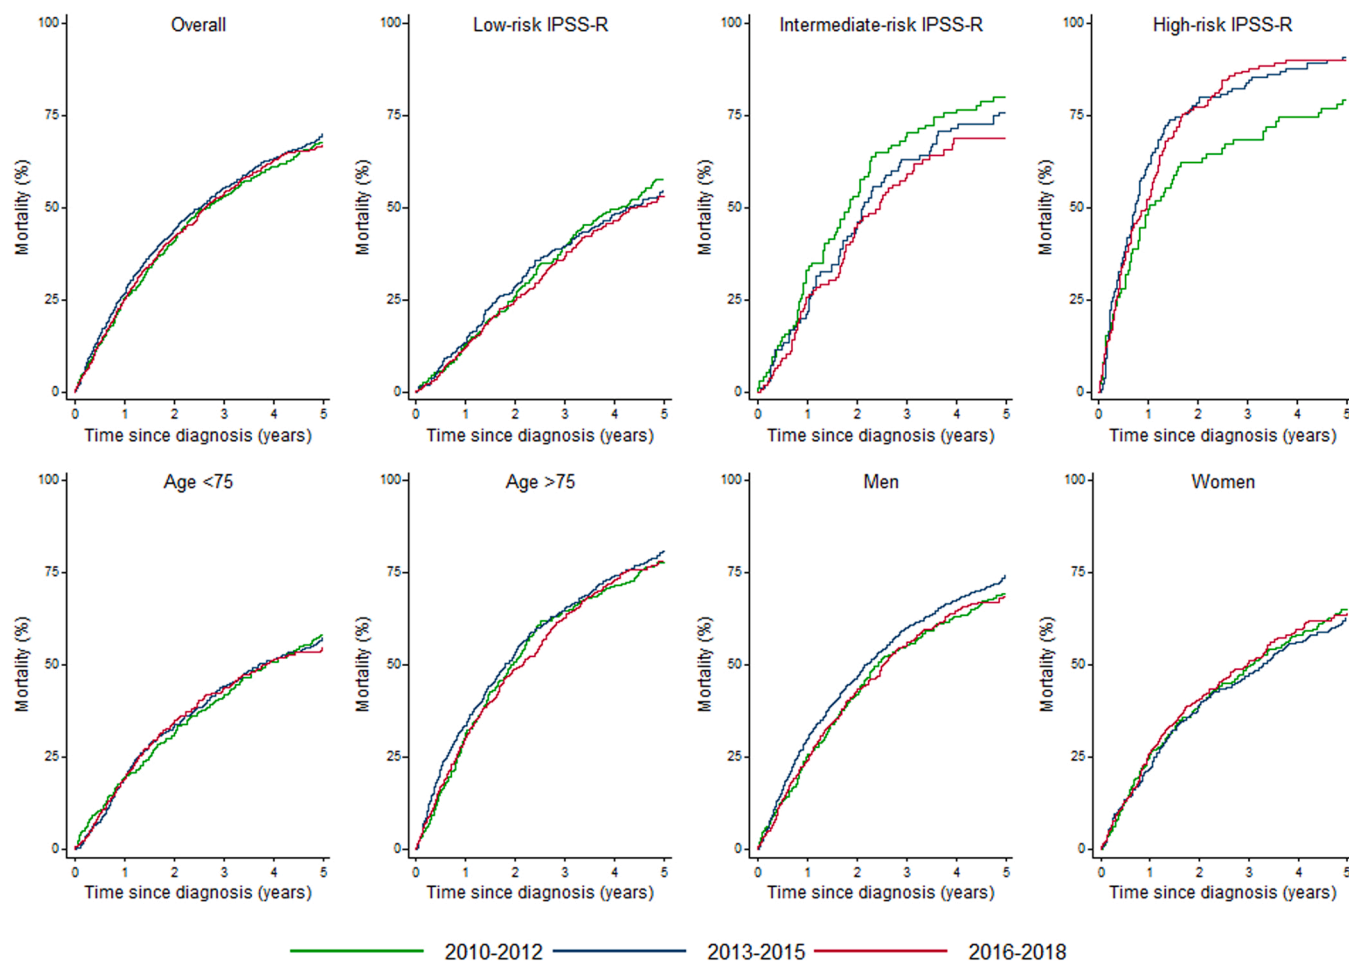 Overall
Low-risk IPSS-R
Intermediate-risk IPSS-R
High-risk IPSS-R
Mortality (%)
100
75
50
25
0
0 1 2 3 4 5
Time since diagnosis (years)
Mortality (%)
100
75
50
25
0
0 1 2 3 4 5
Time since diagnosis (years)
Mortality (%)
100
75
50
25
0
0 1 2 3 4 5
Time since diagnosis (years)
Mortality (%)
100
75
50
25
0
0 1 2 3 4 5
Time since diagnosis (years)
Age <75
Age >75
Men
Women
Mortality (%)
100
75
50
25
0
0 1 2 3 4 5
Time since diagnosis (years)
Mortality (%)
100
75
50
25
0
0 1 2 3 4 5
Time since diagnosis (years)
Mortality (%)
100
75
50
25
0
0 1 2 3 4 5
Time since diagnosis (years)
Mortality (%)
100
75
50
25
0
0 1 2 3 4 5
Time since diagnosis (years)
2010-2012 2013-2015 2016-2018